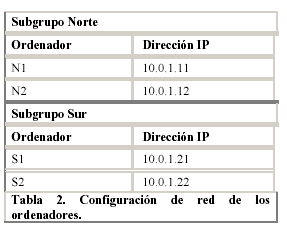 Subgrupo Norte
Ordenador Dirección IP
N1 10.0.1.11
N2 10.0.1.12
Subgrupo Sur
Ordenador Dirección IP
S1 10.0.1.21
S2 10.0.1.22
Tabla 2. Configuración de red de los
ordenadores.